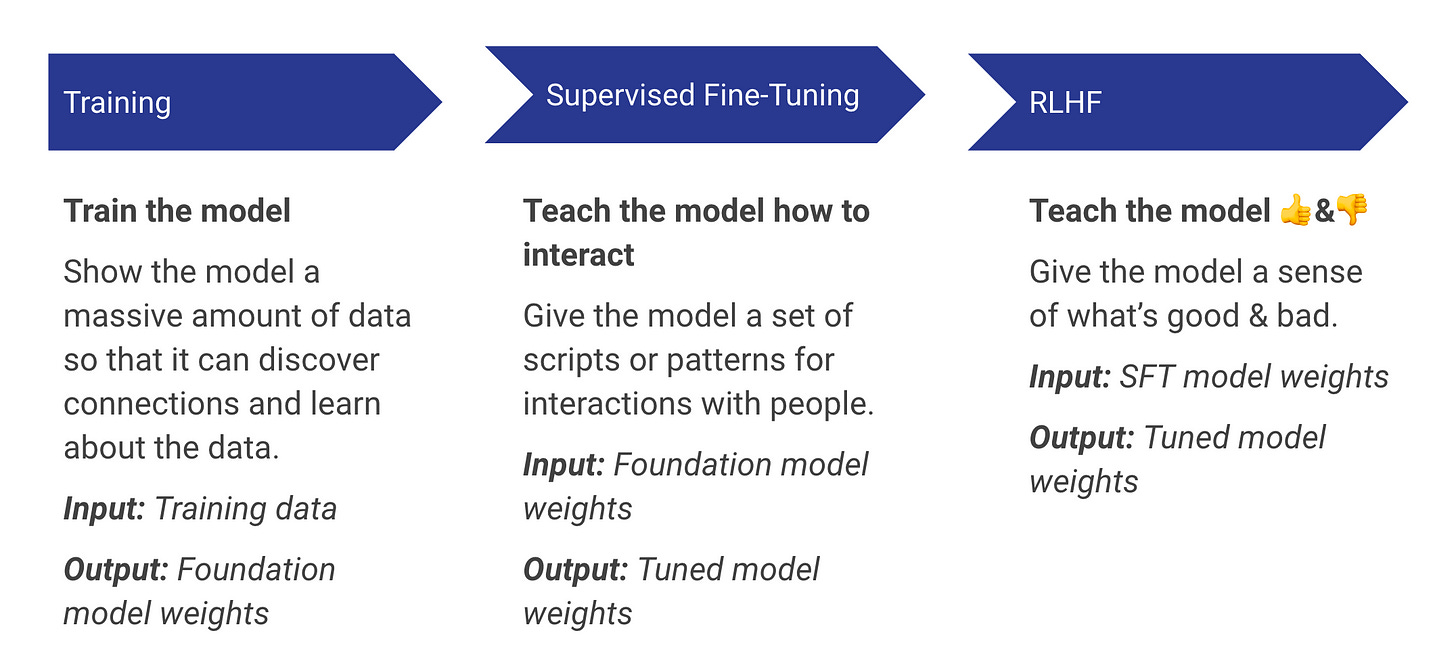 Training
Train the model
Show the model a
massive amount of data
so that it can discover
connections and learn
about the data.
Input: Training data
Output: Foundation
model weights
Supervised Fine-Tuning
Teach the model how to
interact
Give the model a set of
scripts or patterns for
interactions with people.
Input: Foundation model
weights
Output: Tuned model
weights
RLHF
Teach the model 👍&👎
Give the model a sense
of what’s good & bad.
Input: SFT model weights
Output: Tuned model
weights